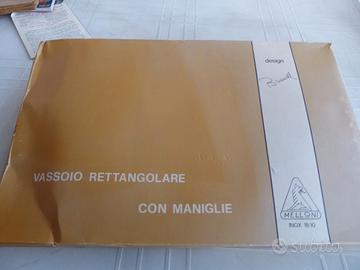 design
VASSOIO RETTANGOLARE
CON MANIGLIE
MELLONI
INOX 18/10
subito